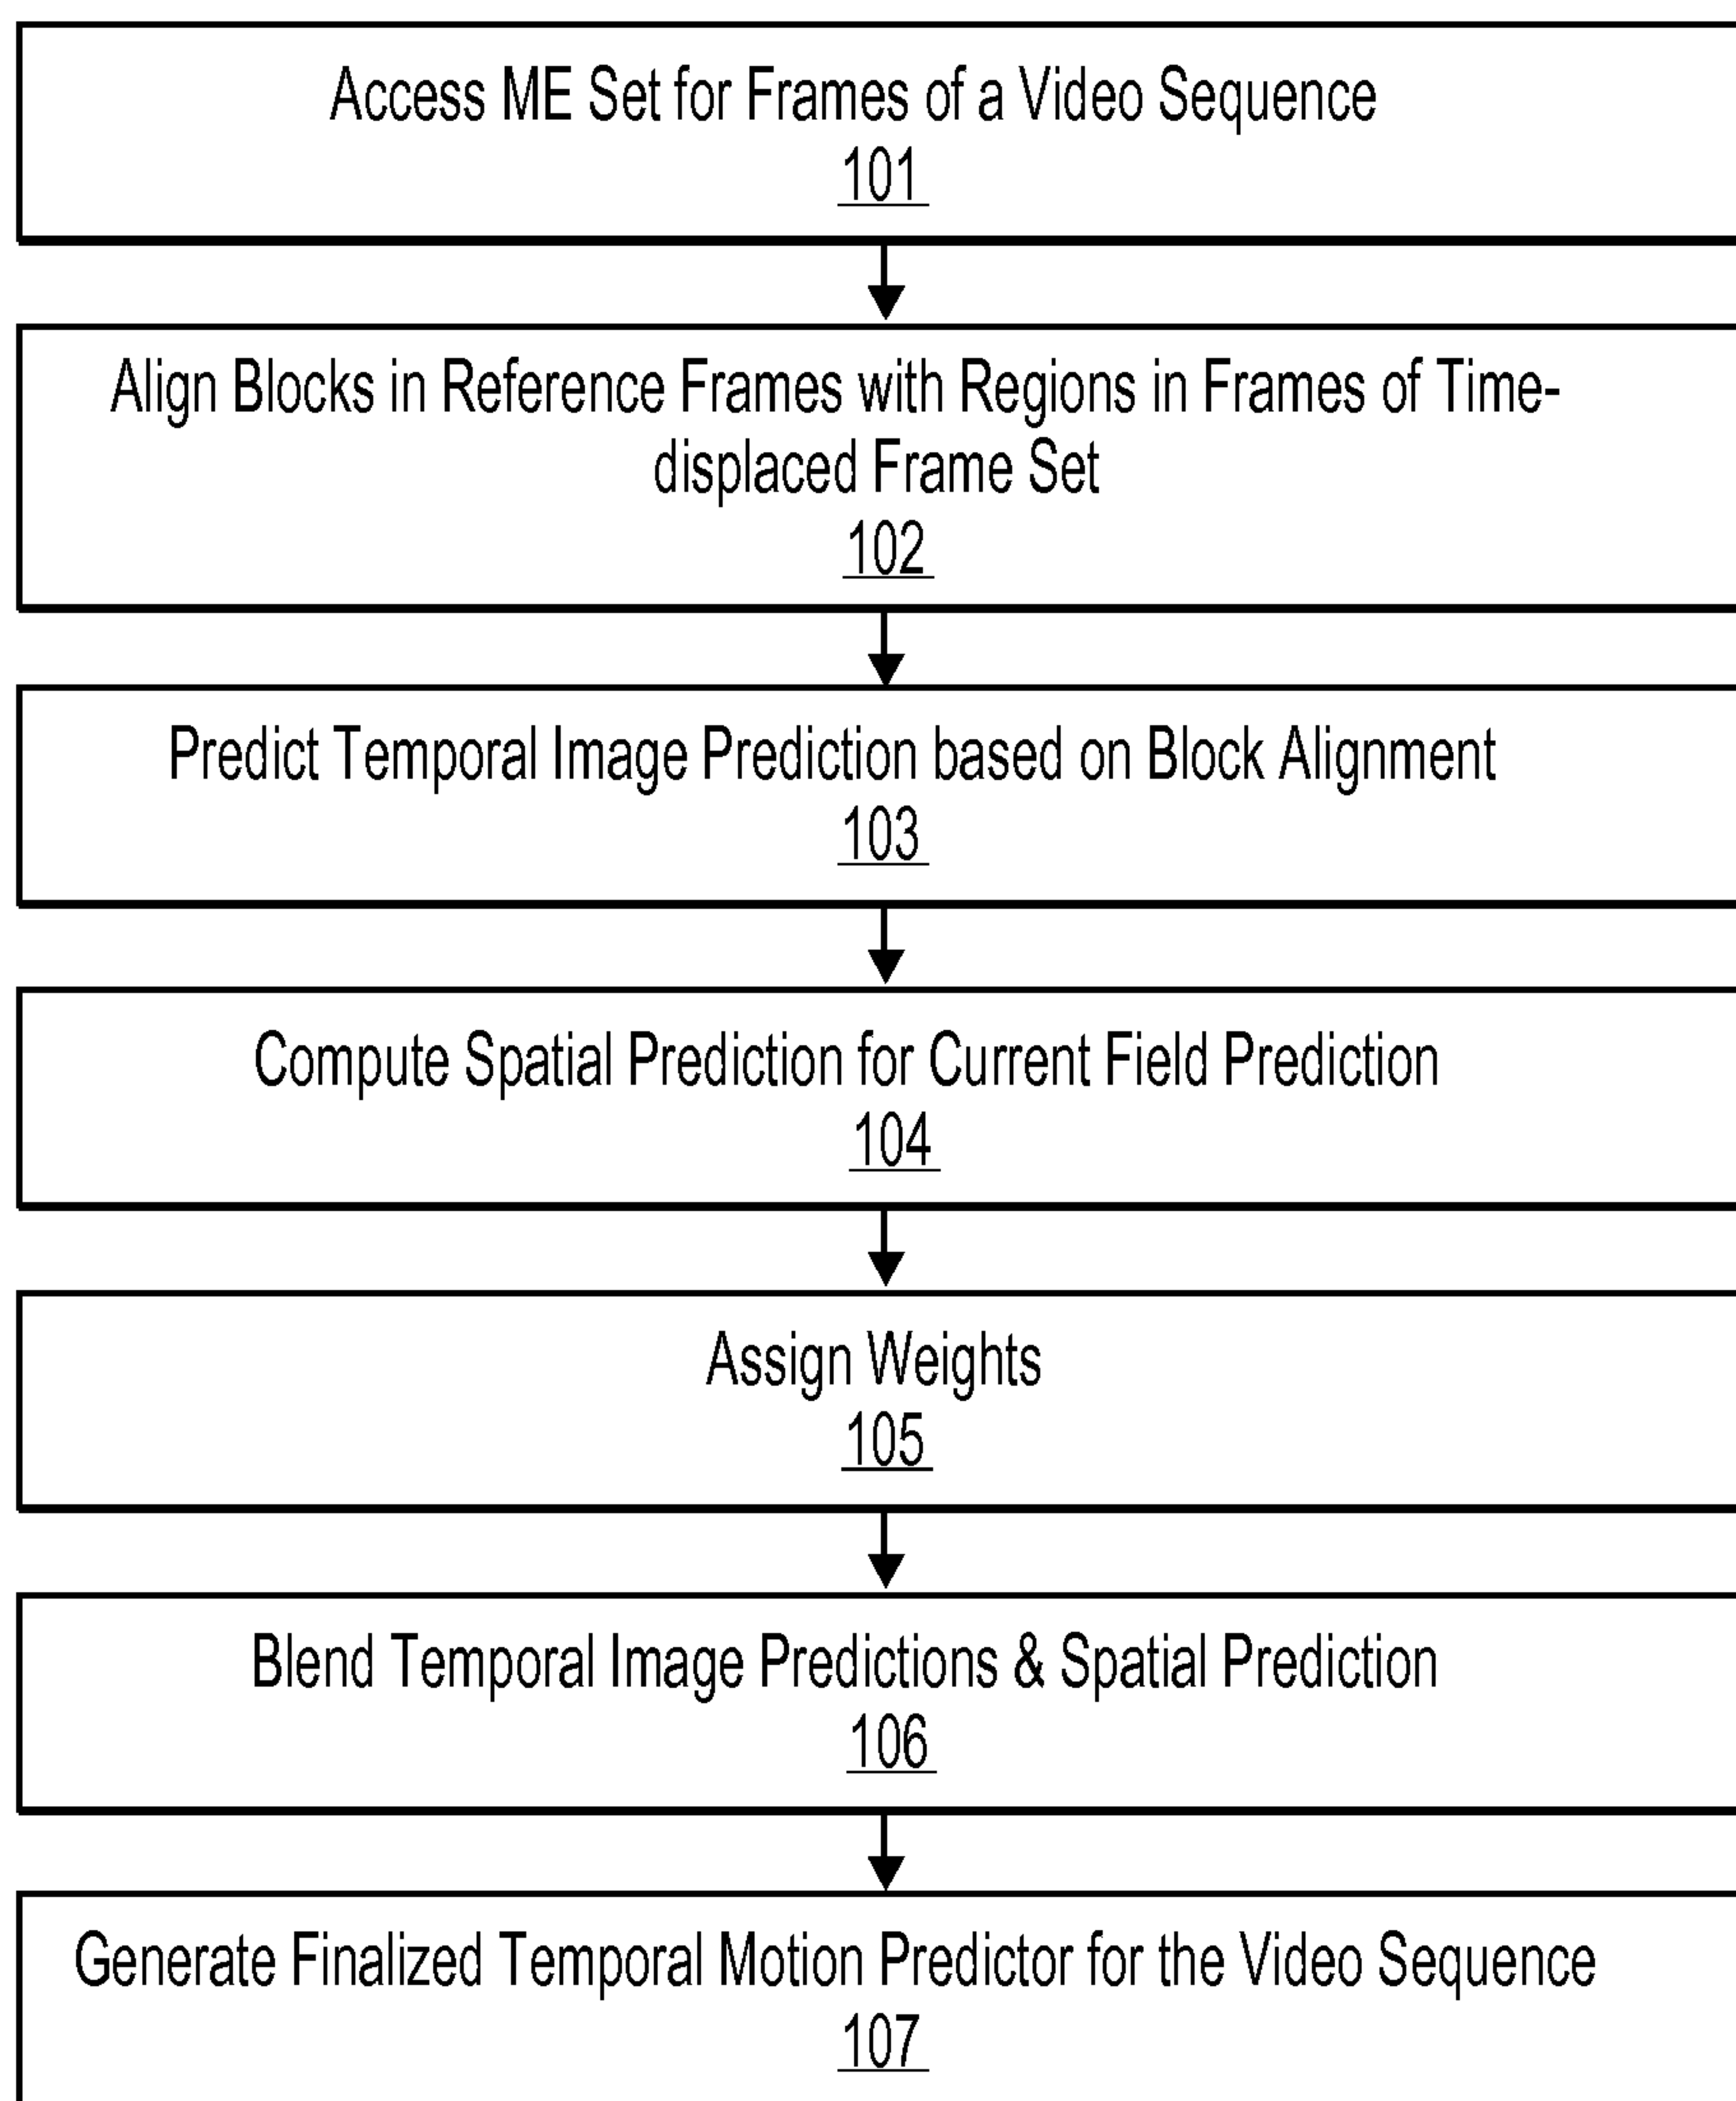 Access ME Set for Frames of a Video Sequence
101
Align Blocks in Reference Frames with Regions in Frames of Time-
displaced Frame Set
102
Predict Temporal Image Prediction based on Block Alignment
103
Compute Spatial Prediction for Current Field Prediction
104
Assign Weights
105
Blend Temporal Image Predictions & Spatial Prediction
106
Generate Finalized Temporal Motion Predictor for the Video Sequence
107